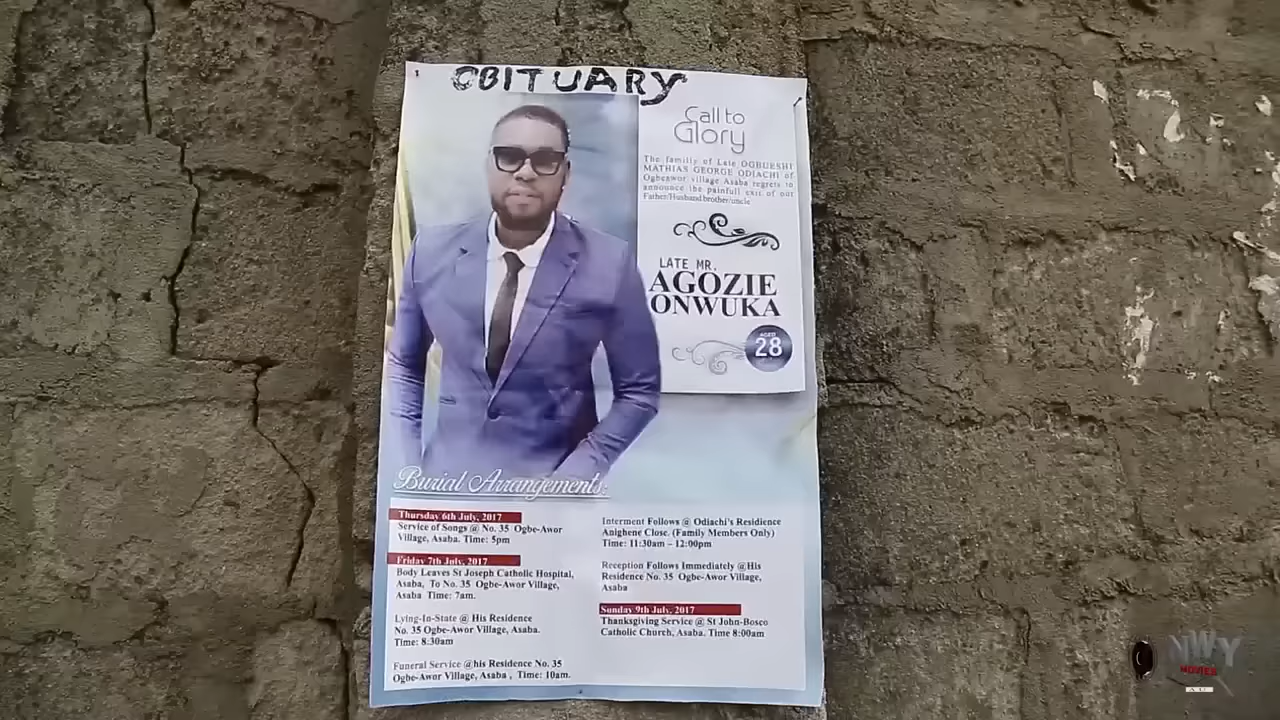 OBITUARY
Call to
Glory
The familiy of Late OGBUESHI
MATHIAS GEORGE ODIACHI of
Ogbeawor village Asaba regrets to
announce the painfull exit of out
Father/Husband/brother/uncle
LATE MR.
AGOZIE
ONWUKA
AGED
28
Burial Arrangements:
Thursday 6th July, 2017
Service of Songs @ No. 35 Ogbe-Awor
Village, Asaba. Time: 5pm
Friday 7th July, 2017
Body Leaves St Joseph Catholic Hospital,
Asaba, To No. 35 Ogbe-Awor Village,
Asaba Time: 7am.
Lying-In-State @ His Residence
No. 35 Ogbe-Awor Village, Asaba.
Time: 8:30am
Funeral Service @his Residence No. 35
Ogbe-Awor Village, Asaba , Time: 10am.
Interment Follows @ Odiachi's Residence
Anighene Close. (Family Members Only)
Time: 11:30am – 12:00pm
Reception Follows Immediately @His
Residence No. 35 Ogbe-Awor Village,
Asaba
Sunday 9th July, 2017
Thanksgiving Service @ St John-Bosco
Catholic Church, Asaba. Time 8:00am
NWY
MOVIES